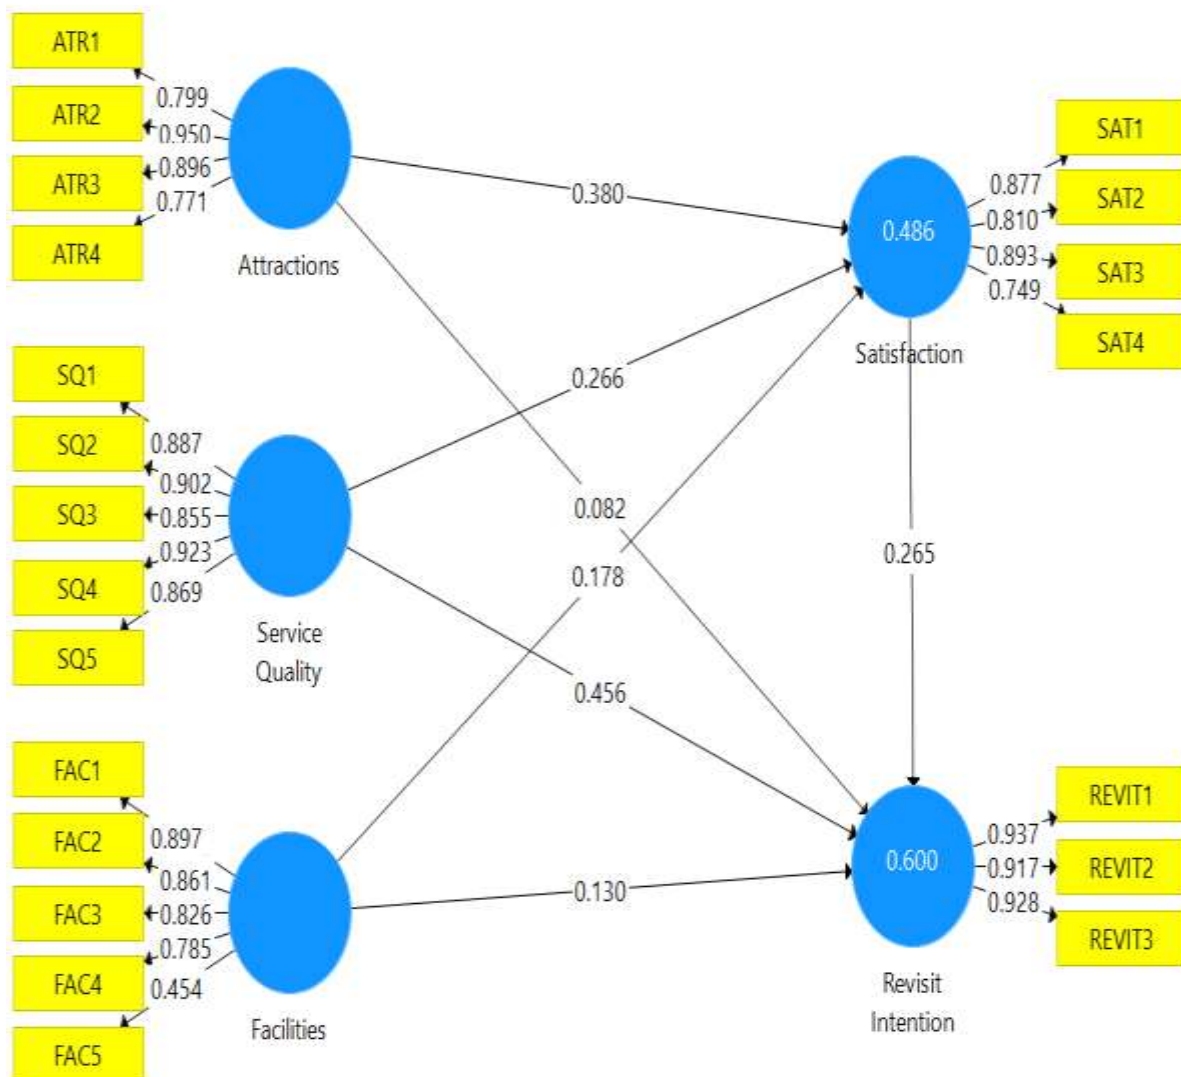 ATR1
ATR2
ATR3
ATR4
0.799
0.950
0.896
0.771
Attractions
SQ1
SQ2
SQ3
SQ4
SQ5
0.887
0.902
0.855
0.923
0.869
Service
Quality
FAC1
FAC2
FAC3
FAC4
FAC5
0.897
0.861
0.826
0.785
0.454
Facilities
0.380
0.266
0.082
0.178
0.456
0.130
0.486
Satisfaction
0.265
0.600
Revisit
Intention
0.877
0.810
0.893
0.749
SAT1
SAT2
SAT3
SAT4
0.937
0.917
0.928
REVIT1
REVIT2
REVIT3